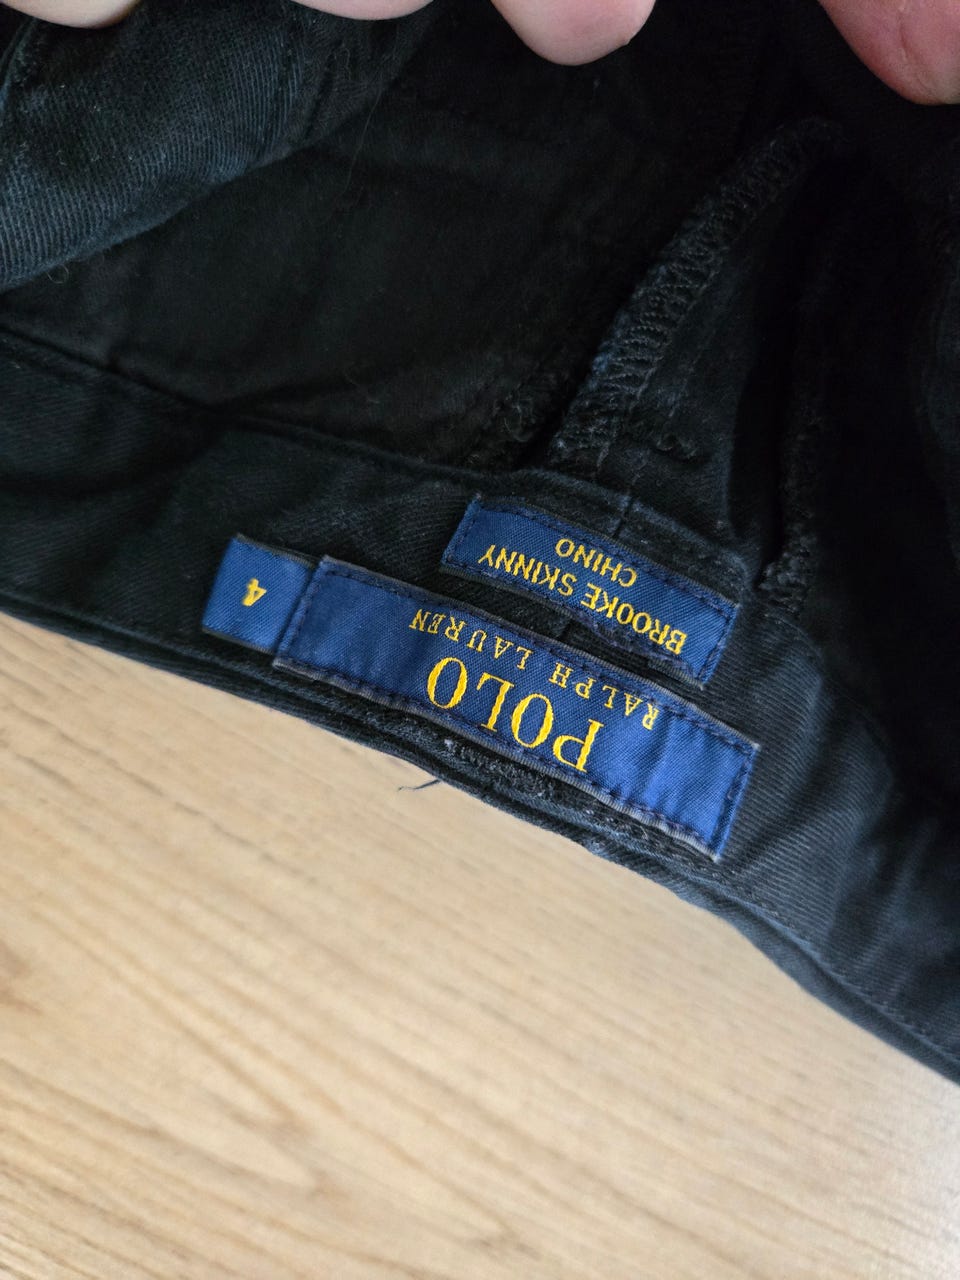 POLO
RALPH LAUREN
4
BROOKE SKINNY
CHINO